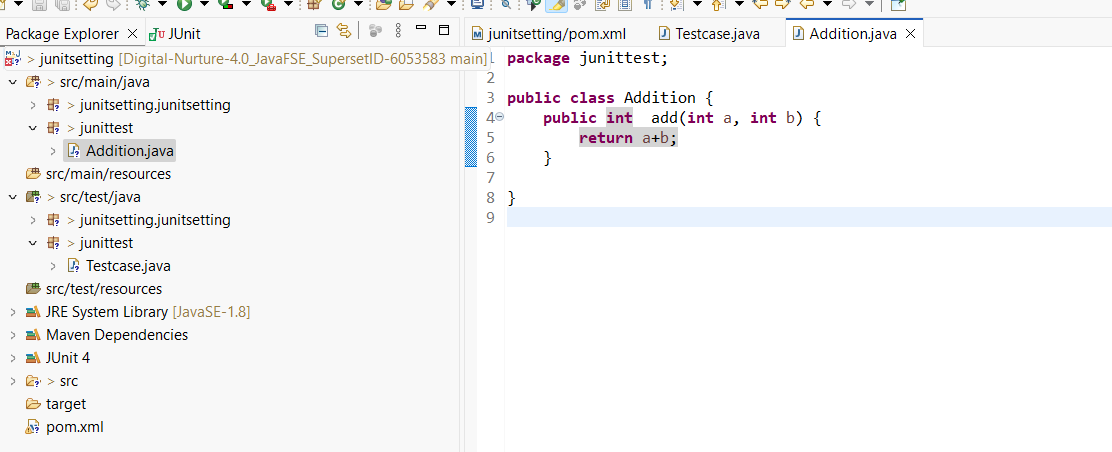 Package Explorer JUnit
junitsetting/pom.xml Testcase.java Addition.java
> junitsetting [Digital-Nurture-4.0_JavaFSE_SupersetID-6053583 main]
> src/main/java
> junitsetting.junitsetting
> junittest
Addition.java
src/main/resources
> src/test/java
> junitsetting.junitsetting
> junittest
Testcase.java
src/test/resources
JRE System Library [JavaSE-1.8]
Maven Dependencies
JUnit 4
> src
target
pom.xml
1 package junittest;
2
3 public class Addition {
4 public int  add(int a, int b) {
5 return a+b;
6 }
7
8 }
9